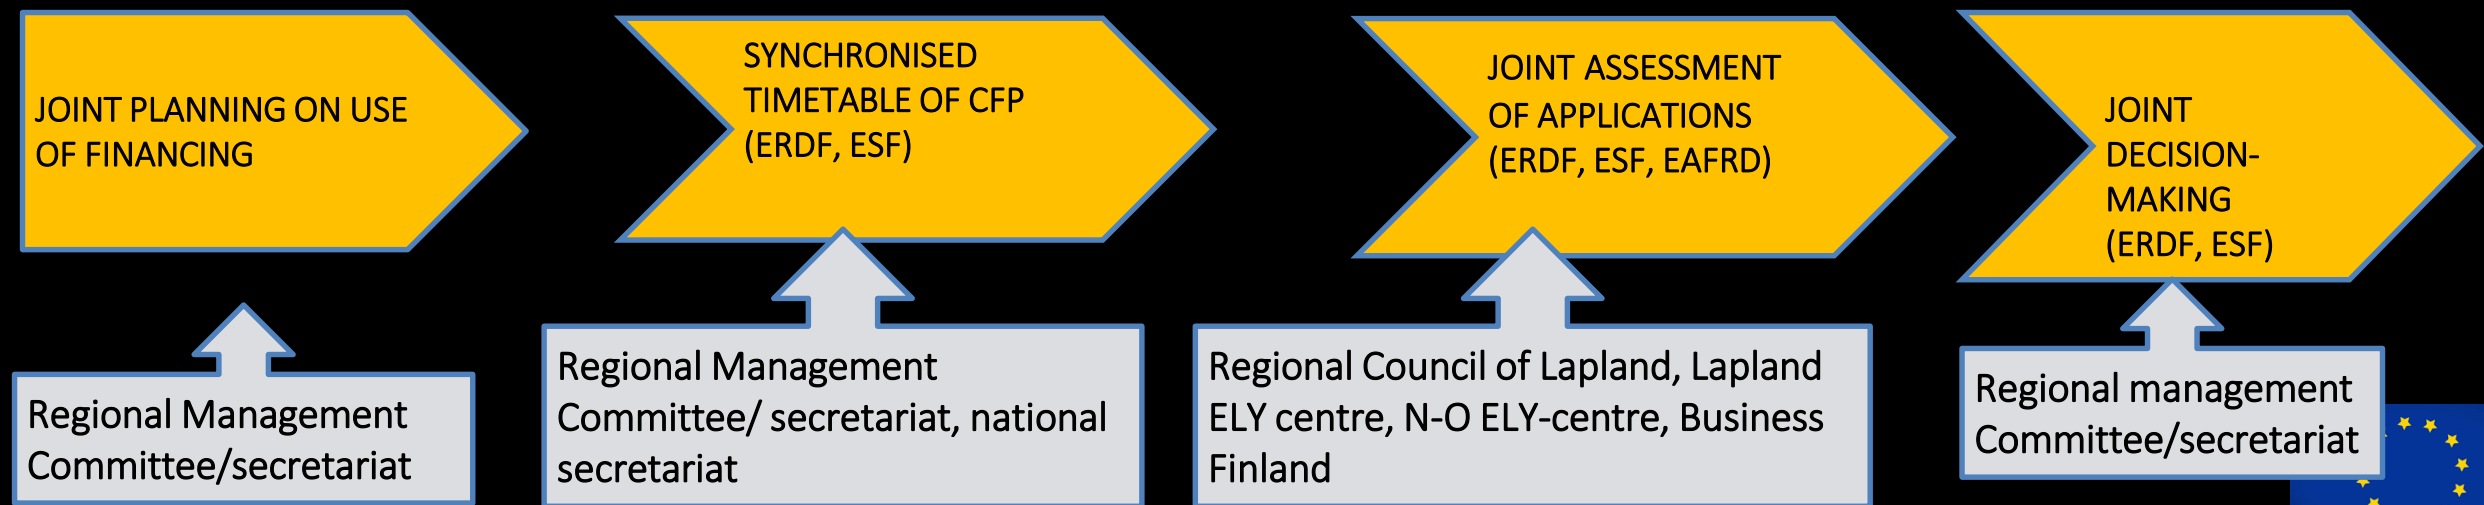 JOINT PLANNING ON USE
OF FINANCING
SYNCHRONISED
TIMETABLE OF CFP
(ERDF, ESF)
JOINT ASSESSMENT
OF APPLICATIONS
(ERDF, ESF, EAFRD)
JOINT
DECISION-
MAKING
(ERDF, ESF)
Regional Management
Committee/secretariat
Regional Management
Committee/ secretariat, national
secretariat
Regional Council of Lapland, Lapland
ELY centre, N-O ELY-centre, Business
Finland
Regional management
Committee/secretariat